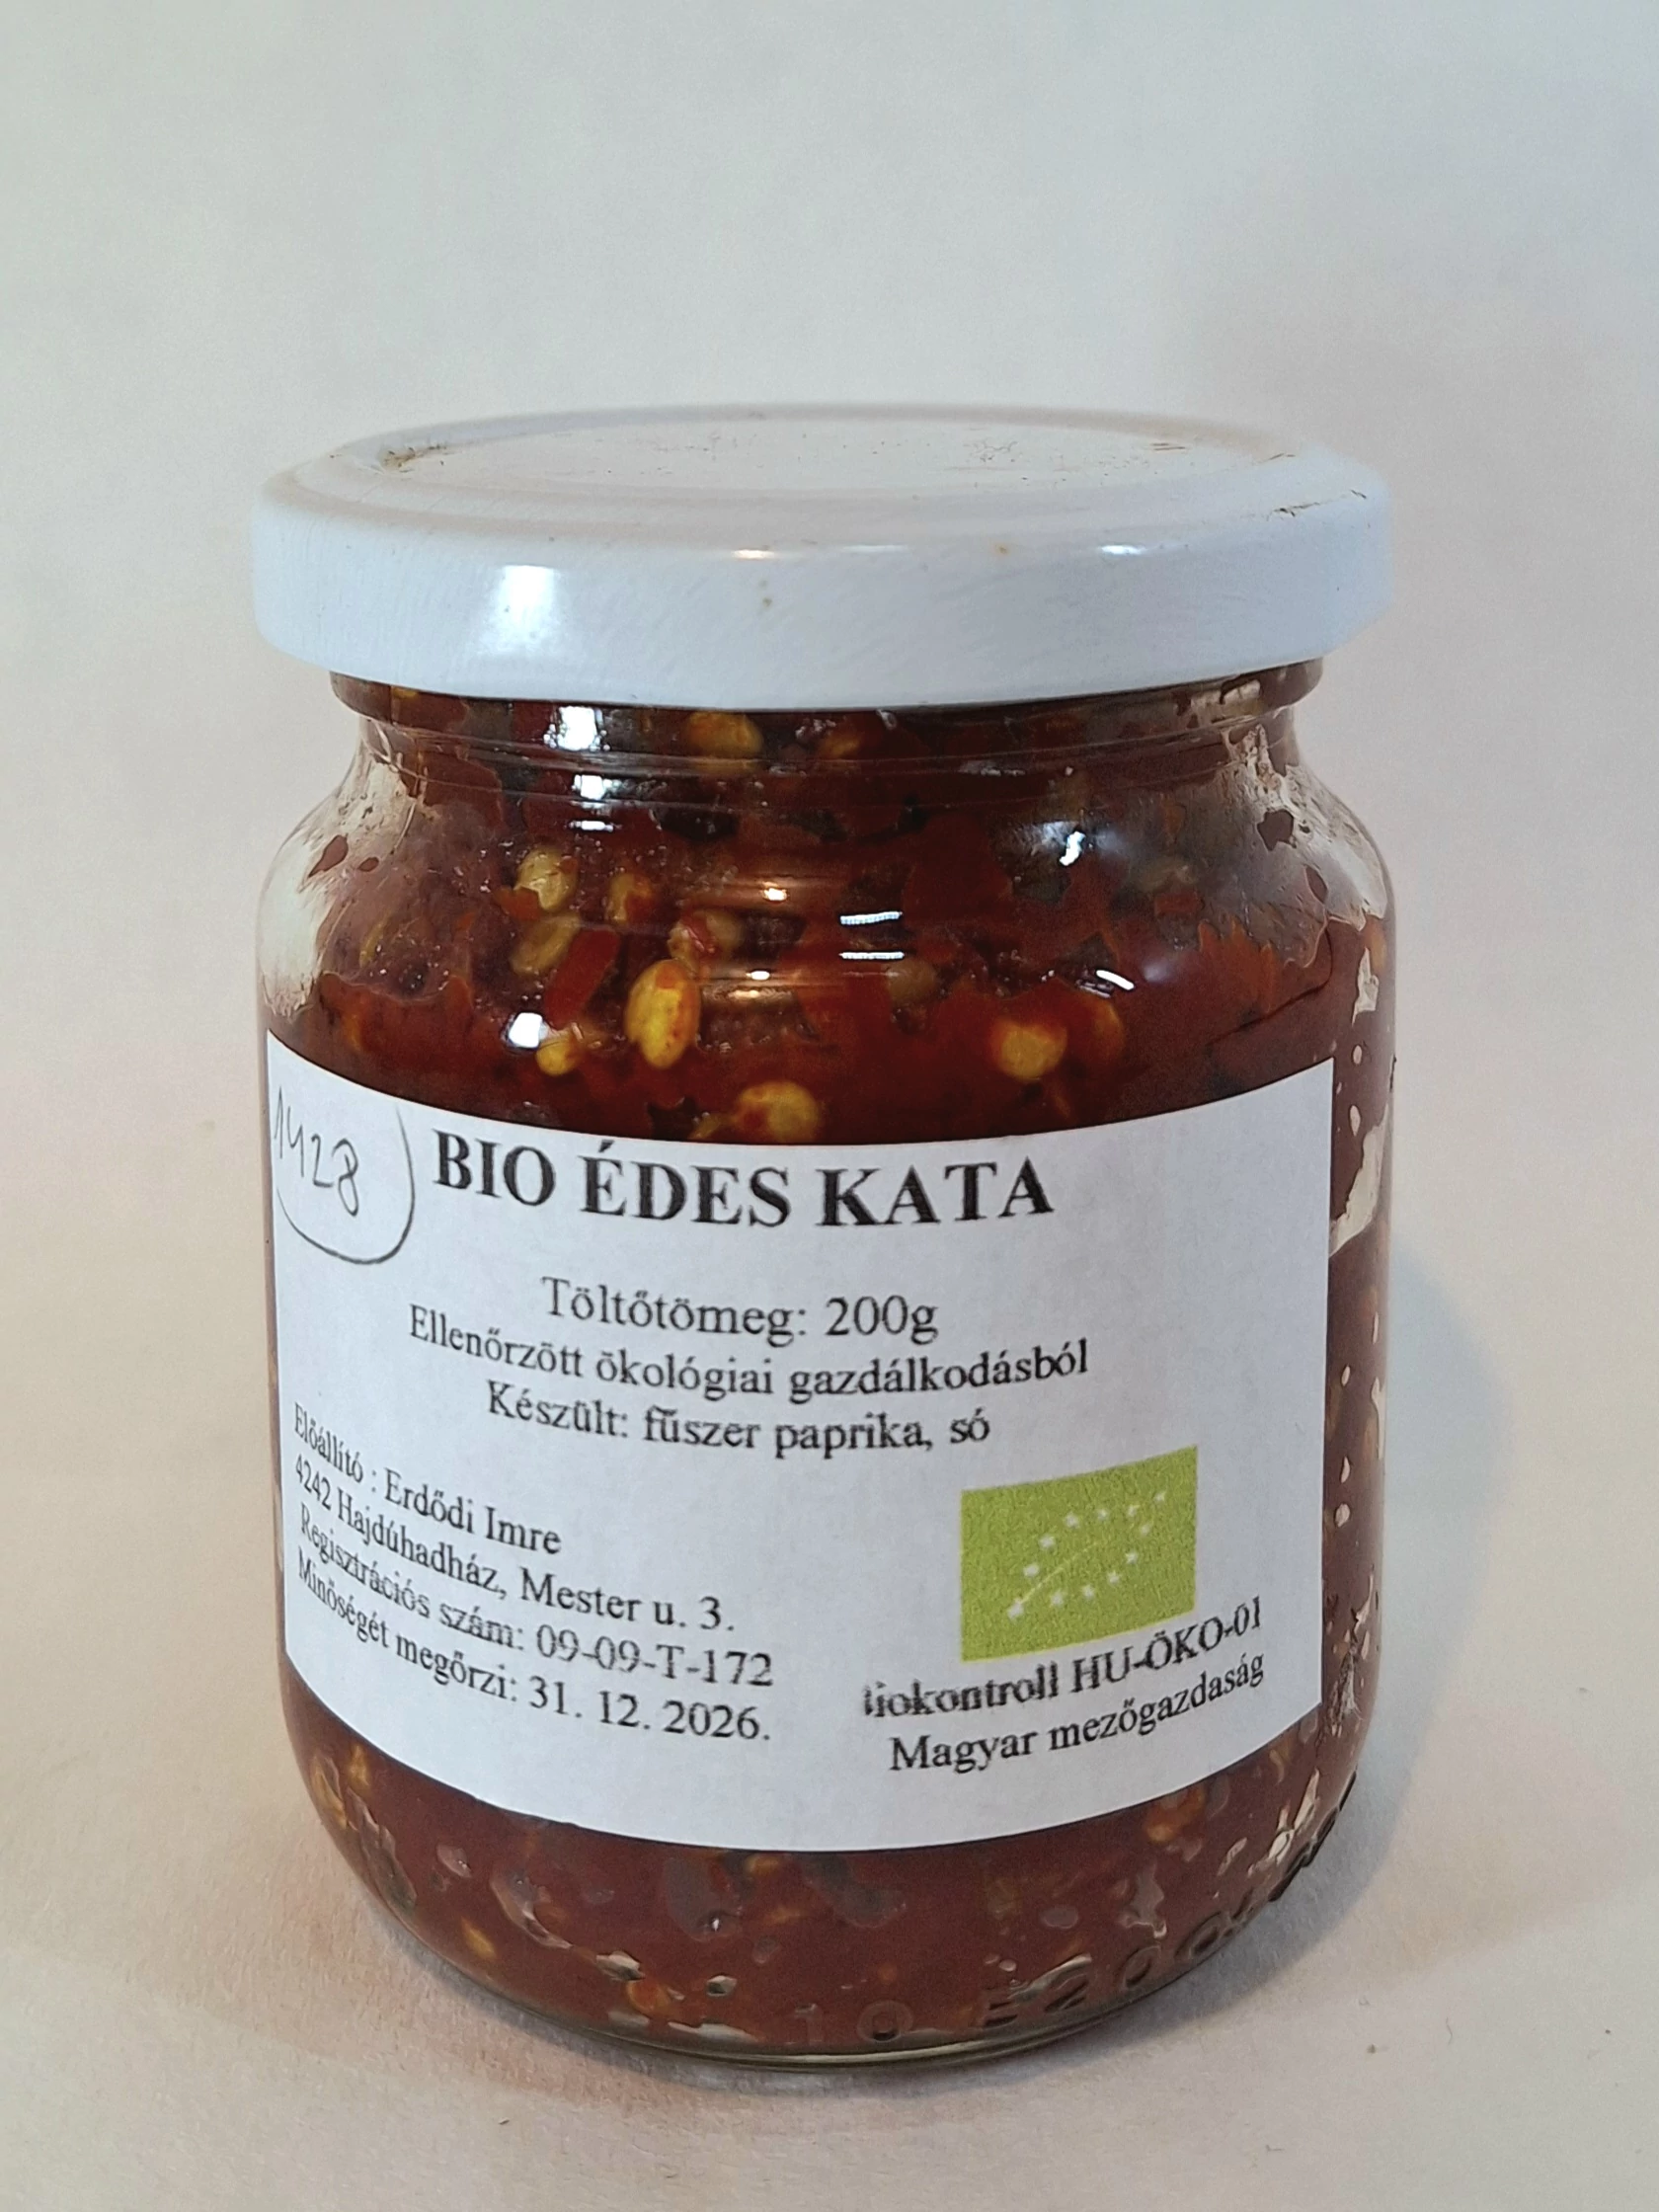 1428
BIO ÉDES KATA
Töltőtömeg: 200g
Ellenőrzött ökológiai gazdálkodásból
Készült: fűszer paprika, só
Előállító : Erdődi Imre
4242 Hajdúhadház, Mester u. 3.
Regisztrációs szám: 09-09-T-172
Minőségét megőrzi: 31. 12. 2026.
Biokontroll HU-ÖKO-01
Magyar mezőgazdaság